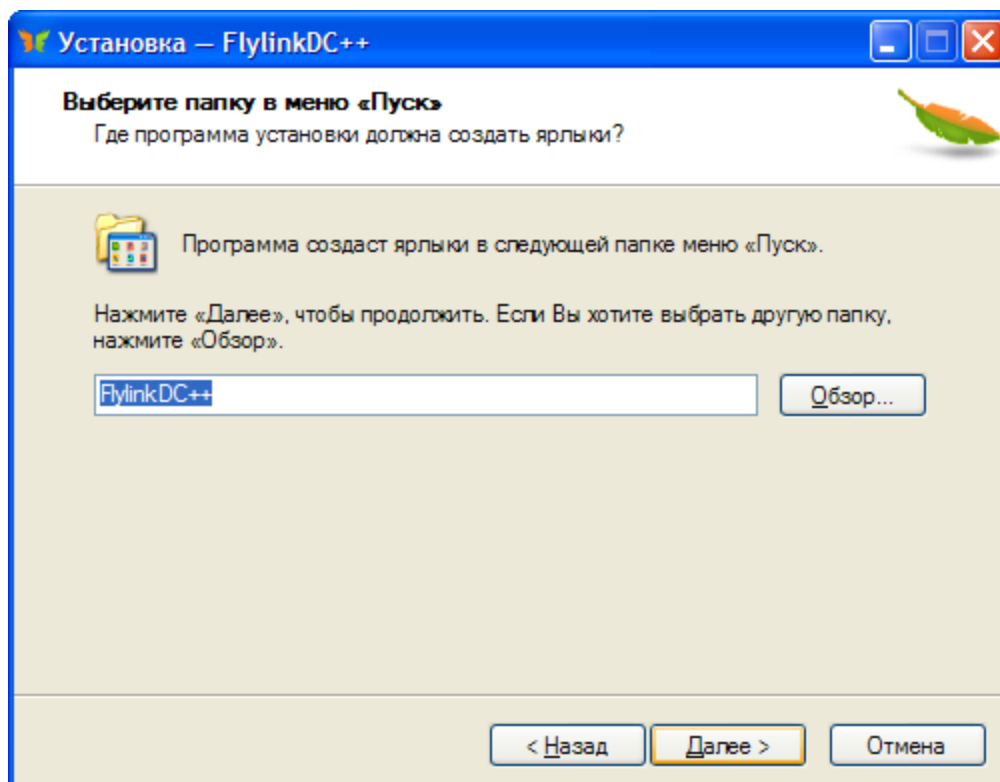 Установка — FlylinkDC++
Выберите папку в меню «Пуск»
Где программа установки должна создать ярлыки?
Программа создаст ярлыки в следующей папке меню «Пуск».
Нажмите «Далее», чтобы продолжить. Если Вы хотите выбрать другую папку,
нажмите «Обзор».
FlylinkDC++
Обзор...
< Назад
Далее >
Отмена